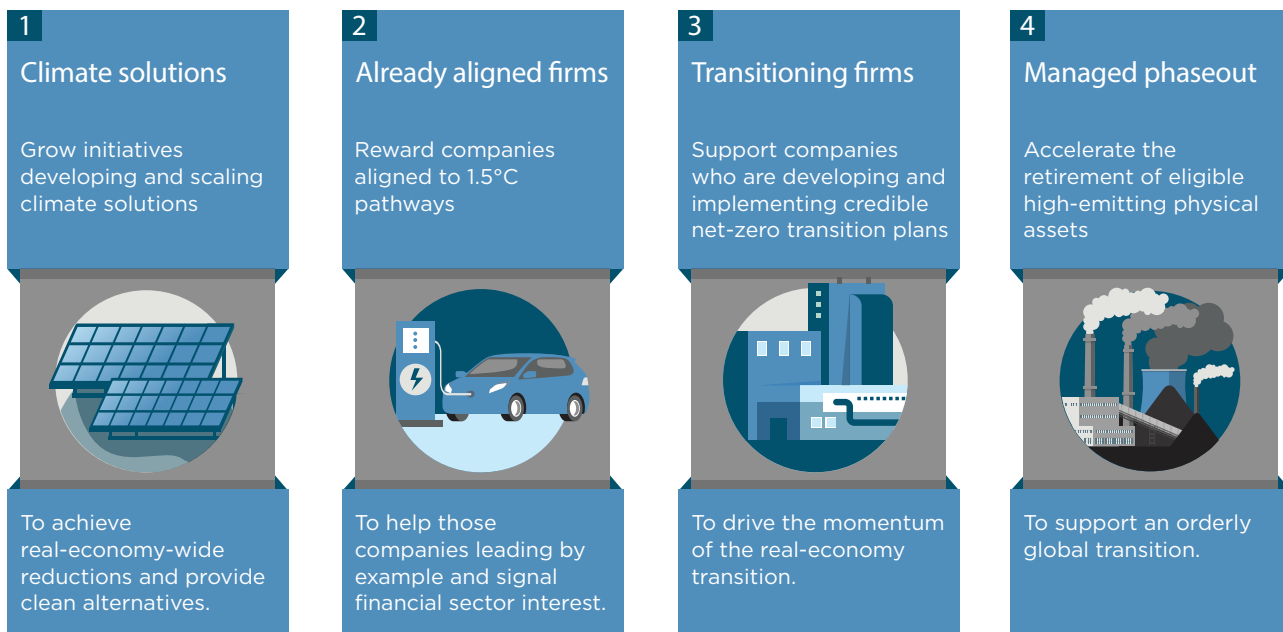 1
Climate solutions
Grow initiatives
developing and scaling
climate solutions
To achieve
real-economy-wide
reductions and provide
clean alternatives.
2
Already aligned firms
Reward companies
aligned to 1.5°C
pathways
To help those
companies leading by
example and signal
financial sector interest.
3
Transitioning firms
Support companies
who are developing and
implementing credible
net-zero transition plans
To drive the momentum
of the real-economy
transition.
4
Managed phaseout
Accelerate the
retirement of eligible
high-emitting physical
assets
To support an orderly
global transition.